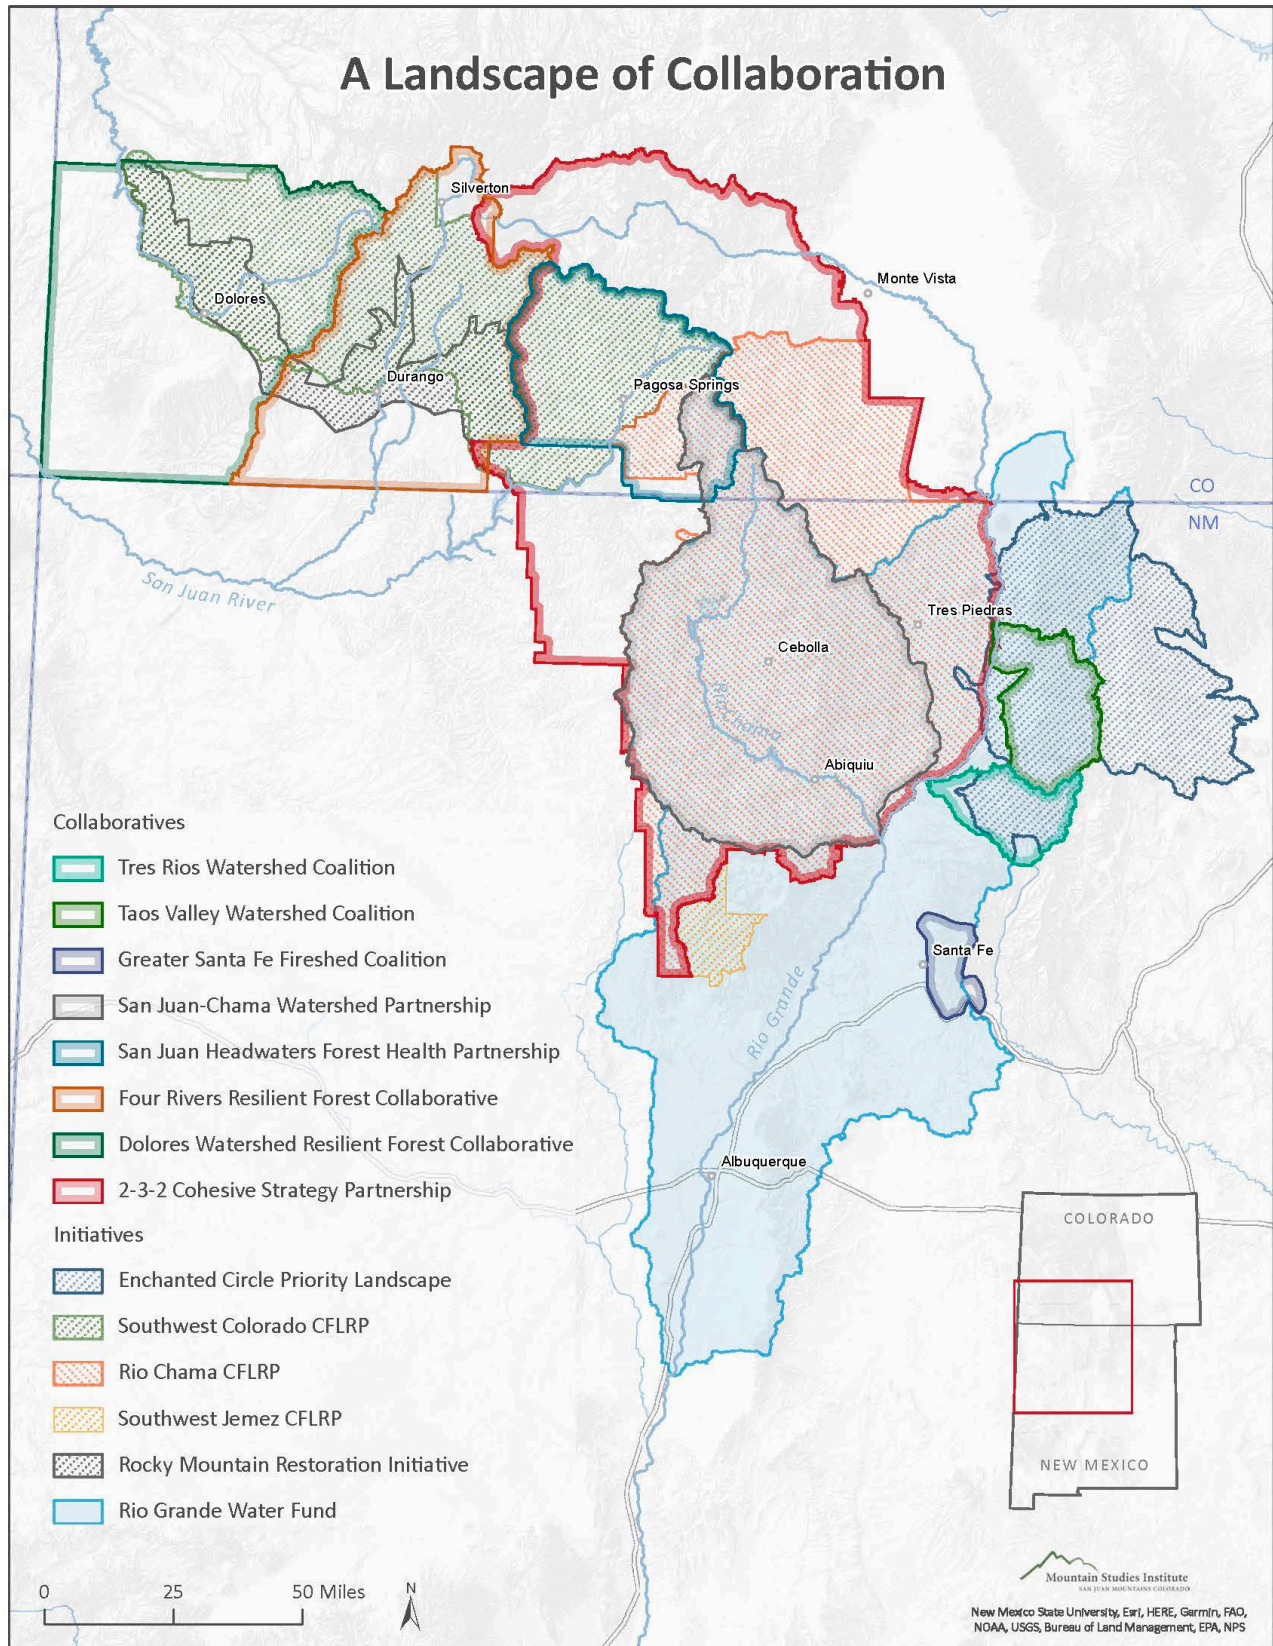 A Landscape of Collaboration
Silverton
Monte Vista
Dolores
Durango
Pagosa Springs
CO
NM
San Juan River
Tres Piedras
Cebolla
Rio Chama
Abiquiu
Santa Fe
Rio Grande
Albuquerque
Collaboratives
Tres Rios Watershed Coalition
Taos Valley Watershed Coalition
Greater Santa Fe Fireshed Coalition
San Juan-Chama Watershed Partnership
San Juan Headwaters Forest Health Partnership
Four Rivers Resilient Forest Collaborative
Dolores Watershed Resilient Forest Collaborative
2-3-2 Cohesive Strategy Partnership
Initiatives
Enchanted Circle Priority Landscape
Southwest Colorado CFLRP
Rio Chama CFLRP
Southwest Jemez CFLRP
Rocky Mountain Restoration Initiative
Rio Grande Water Fund
0 25 50 Miles
N
COLORADO
NEW MEXICO
Mountain Studies Institute
SAN JUAN MOUNTAINS COLORADO
New Mexico State University, Esri, HERE, Garmin, FAO,
NOAA, USGS, Bureau of Land Management, EPA, NPS